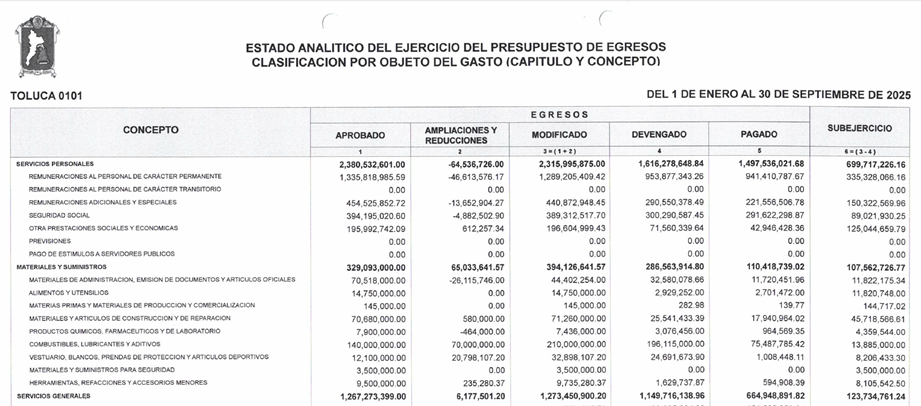 ESTADO ANALITICO DEL EJERCICIO DEL PRESUPUESTO DE EGRESOS
CLASIFICACION POR OBJETO DEL GASTO (CAPITULO Y CONCEPTO)
TOLUCA 0101 DEL 1 DE ENERO AL 30 DE SEPTIEMBRE DE 2025
EGRESOS
CONCEPTO APROBADO AMPLIACIONES Y REDUCCIONES MODIFICADO DEVENGADO PAGADO SUBEJERCICIO
1 2 3 = ( 1 + 2 ) 4 5 6 = ( 3 - 4 )
SERVICIOS PERSONALES 2,380,532,601.00 -64,536,726.00 2,315,995,875.00 1,616,278,648.84 1,497,536,021.68 699,717,226.16
REMUNERACIONES AL PERSONAL DE CARÁCTER PERMANENTE 1,335,818,985.59 -46,613,576.17 1,289,205,409.42 953,877,343.26 941,410,787.67 335,328,066.16
REMUNERACIONES AL PERSONAL DE CARÁCTER TRANSITORIO 0.00 0.00 0.00 0.00 0.00 0.00
REMUNERACIONES ADICIONALES Y ESPECIALES 454,525,852.72 -13,652,904.27 440,872,948.45 290,550,378.49 221,556,506.78 150,322,569.96
SEGURIDAD SOCIAL 394,195,020.60 -4,882,502.90 389,312,517.70 300,290,587.45 291,622,298.87 89,021,930.25
OTRA PRESTACIONES SOCIALES Y ECONOMICAS 195,992,742.09 612,257.34 196,604,999.43 71,560,339.64 42,946,428.36 125,044,659.79
PREVISIONES 0.00 0.00 0.00 0.00 0.00 0.00
PAGO DE ESTIMULOS A SERVIDORES PUBLICOS 0.00 0.00 0.00 0.00 0.00 0.00
MATERIALES Y SUMINISTROS 329,093,000.00 65,033,641.57 394,126,641.57 286,563,914.80 110,418,739.02 107,562,726.77
MATERIALES DE ADMINISTRACION, EMISION DE DOCUMENTOS Y ARTICULOS OFICIALES 70,518,000.00 -26,115,746.00 44,402,254.00 32,580,078.66 11,720,451.96 11,822,175.34
ALIMENTOS Y UTENSILIOS 14,750,000.00 0.00 14,750,000.00 2,929,252.00 2,701,472.00 11,820,748.00
MATERIAS PRIMAS Y MATERIALES DE PRODUCCION Y COMERCIALIZACION 145,000.00 0.00 145,000.00 282.98 139.77 144,717.02
MATERIALES Y ARTICULOS DE CONSTRUCCION Y DE REPARACION 70,680,000.00 580,000.00 71,260,000.00 25,541,433.39 17,940,964.02 45,718,566.61
PRODUCTOS QUIMICOS, FARMACEUTICOS Y DE LABORATORIO 7,900,000.00 -464,000.00 7,436,000.00 3,076,456.00 964,569.35 4,359,544.00
COMBUSTIBLES, LUBRICANTES Y ADITIVOS 140,000,000.00 70,000,000.00 210,000,000.00 196,115,000.00 75,487,785.42 13,885,000.00
VESTUARIO, BLANCOS, PRENDAS DE PROTECCION Y ARTICULOS DEPORTIVOS 12,100,000.00 20,798,107.20 32,898,107.20 24,691,673.90 1,008,448.11 8,206,433.30
MATERIALES Y SUMINISTROS PARA SEGURIDAD 3,500,000.00 0.00 3,500,000.00 0.00 0.00 3,500,000.00
HERRAMIENTAS, REFACCIONES Y ACCESORIOS MENORES 9,500,000.00 235,280.37 9,735,280.37 1,629,737.87 594,908.39 8,105,542.50
SERVICIOS GENERALES 1,267,273,399.00 6,177,501.20 1,273,450,900.20 1,149,716,138.96 664,948,891.82 123,734,761.24